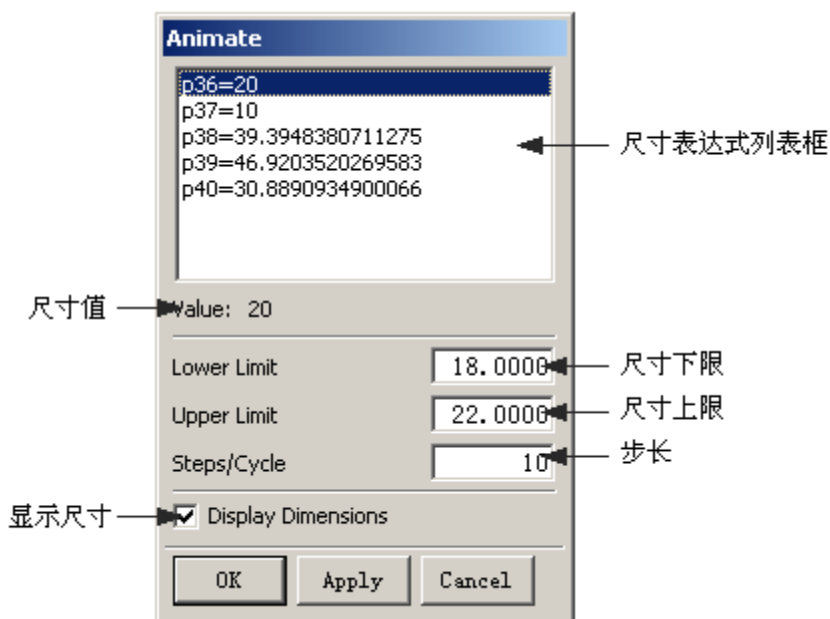 Animate
p36=20
p37=10
p38=39.3948380711275
p39=46.9203520269583
p40=30.8890934900066
尺寸表达式列表框
尺寸值
Value: 20
Lower Limit 18.0000 尺寸下限
Upper Limit 22.0000 尺寸上限
Steps/Cycle 10 步长
显示尺寸 Display Dimensions
OK Apply Cancel